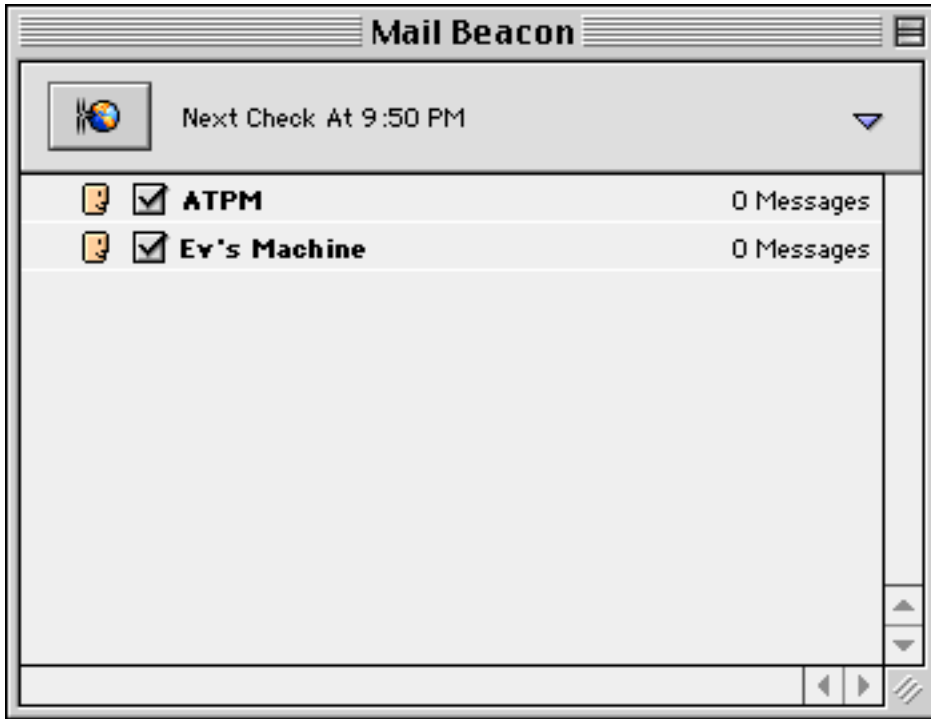 Mail Beacon
Next Check At 9:50 PM
ATPM 0 Messages
Ev's Machine 0 Messages